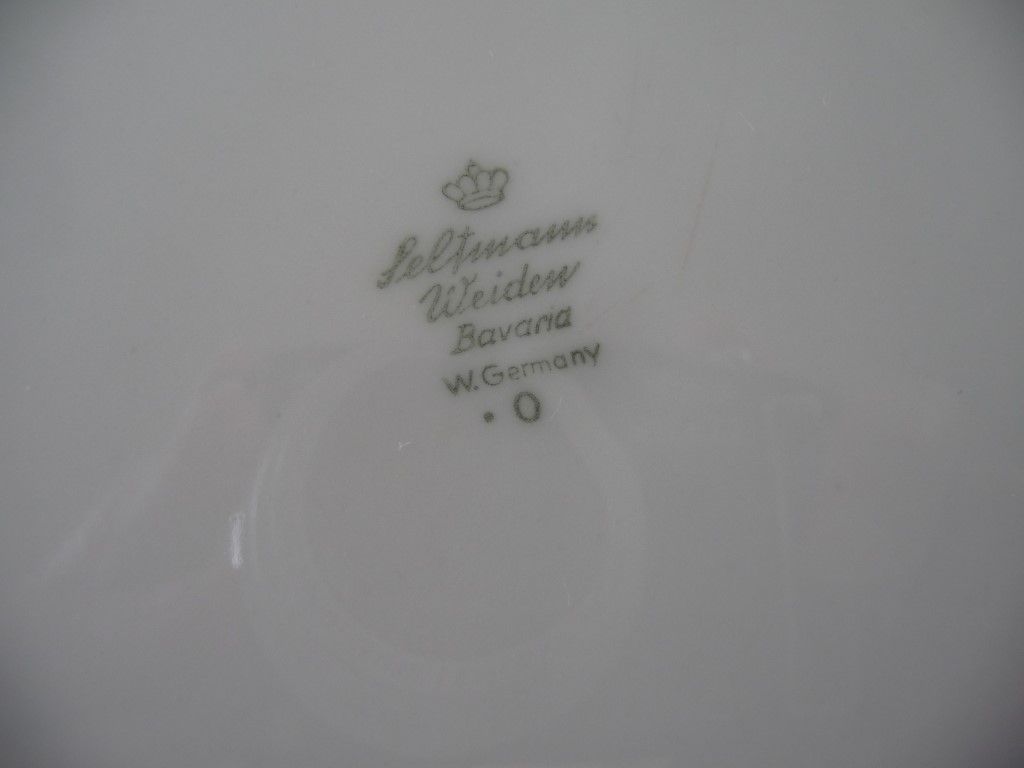 Seltmann
Weiden
Bavaria
W. Germany
. O